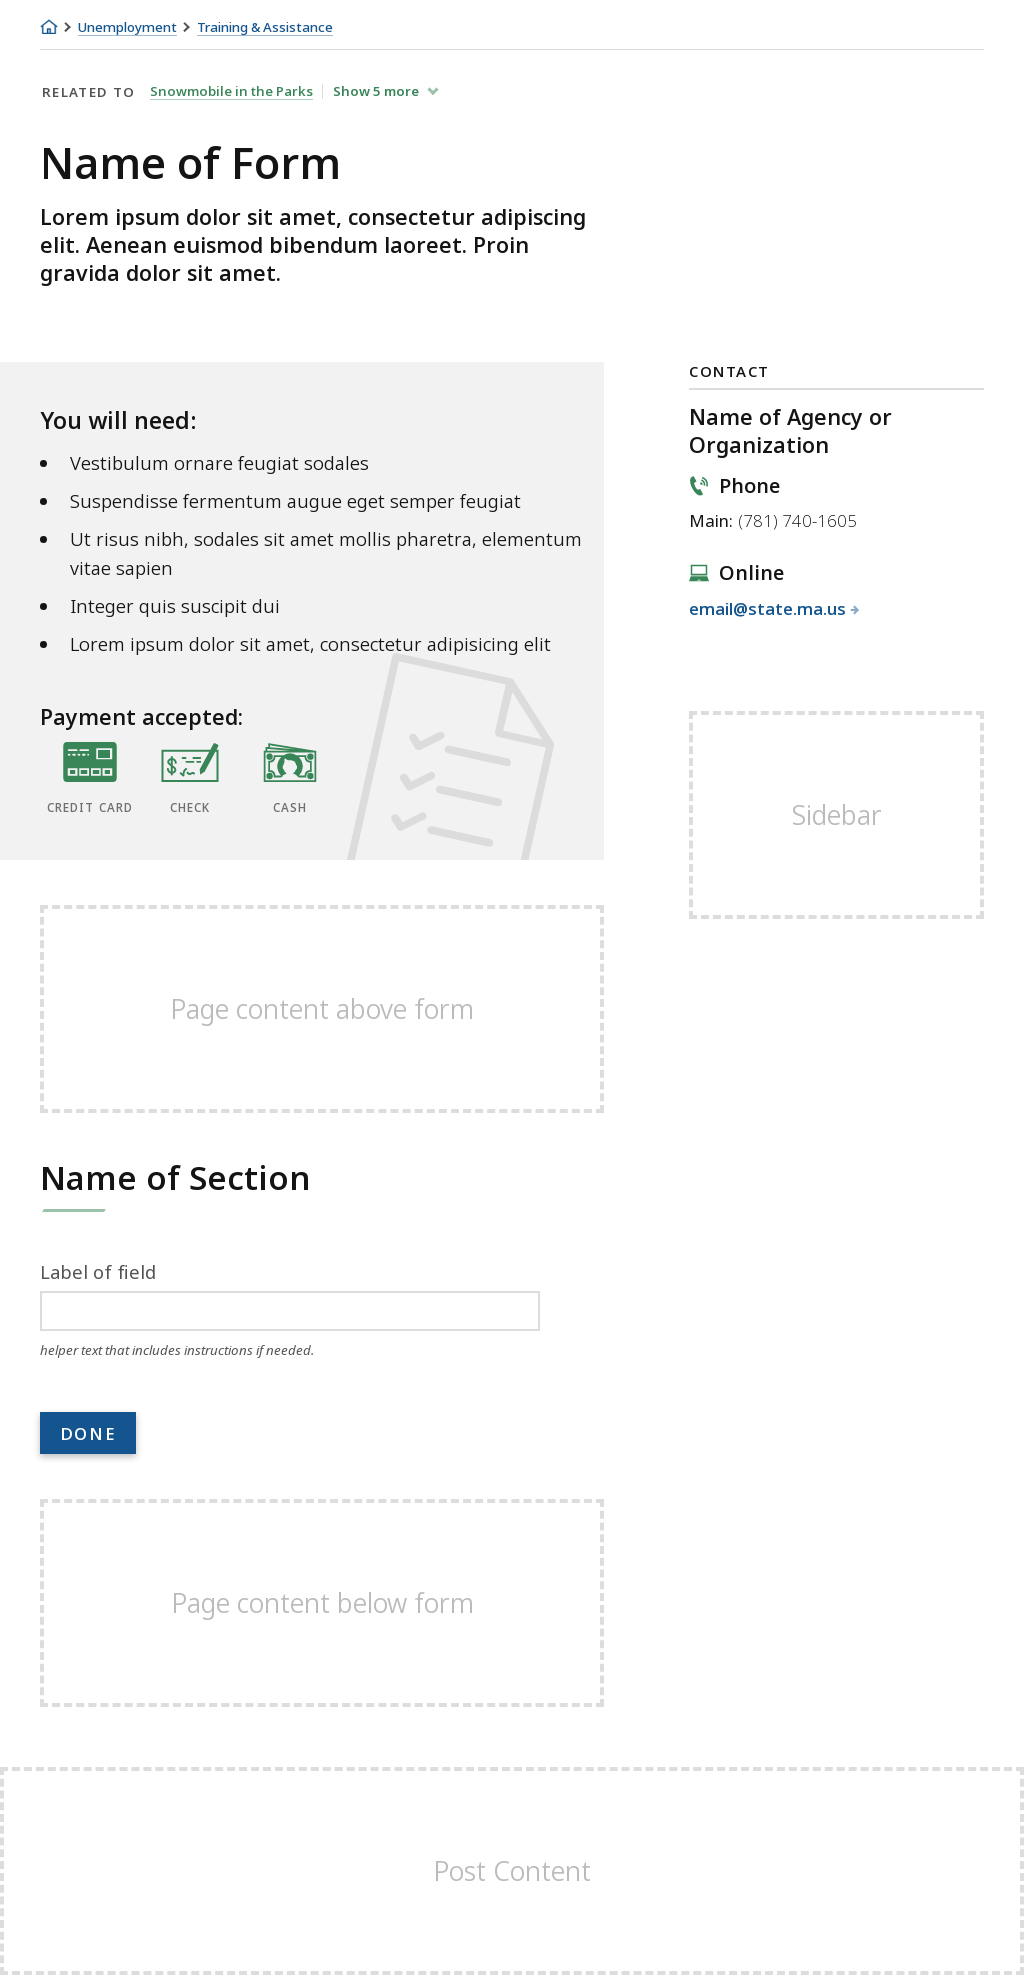 Unemployment Training & Assistance
RELATED TO Snowmobile in the Parks Show 5 more
Name of Form
Lorem ipsum dolor sit amet, consectetur adipiscing
elit. Aenean euismod bibendum laoreet. Proin
gravida dolor sit amet.
You will need:
Vestibulum ornare feugiat sodales
Suspendisse fermentum augue eget semper feugiat
Ut risus nibh, sodales sit amet mollis pharetra, elementum
vitae sapien
Integer quis suscipit dui
Lorem ipsum dolor sit amet, consectetur adipisicing elit
Payment accepted:
CREDIT CARD CHECK CASH
CONTACT
Name of Agency or
Organization
Phone
Main: (781) 740-1605
Online
email@state.ma.us
Sidebar
Page content above form
Name of Section
Label of field
helper text that includes instructions if needed.
DONE
Page content below form
Post Content